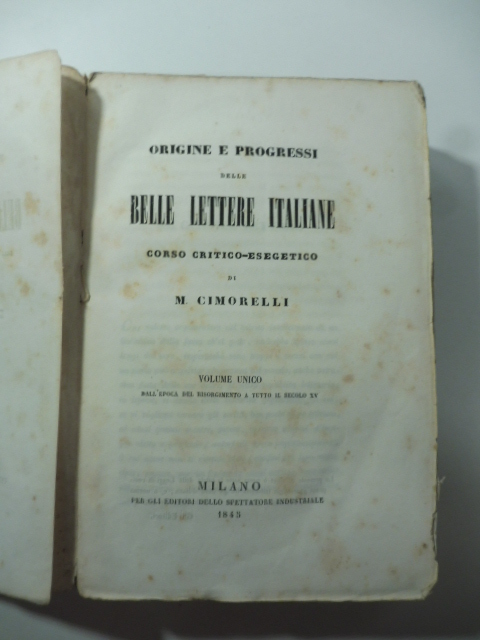 ORIGINE E PROGRESSI
DELLE
BELLE LETTERE ITALIANE
CORSO CRITICO-ESEGETICO
DI
M. CIMORELLI
VOLUME UNICO
DALL'EPOCA DEL RISORGIMENTO A TUTTO IL SECOLO XV
MILANO
PER GLI EDITORI DELLO SPETTATORE INDUSTRIALE
1845